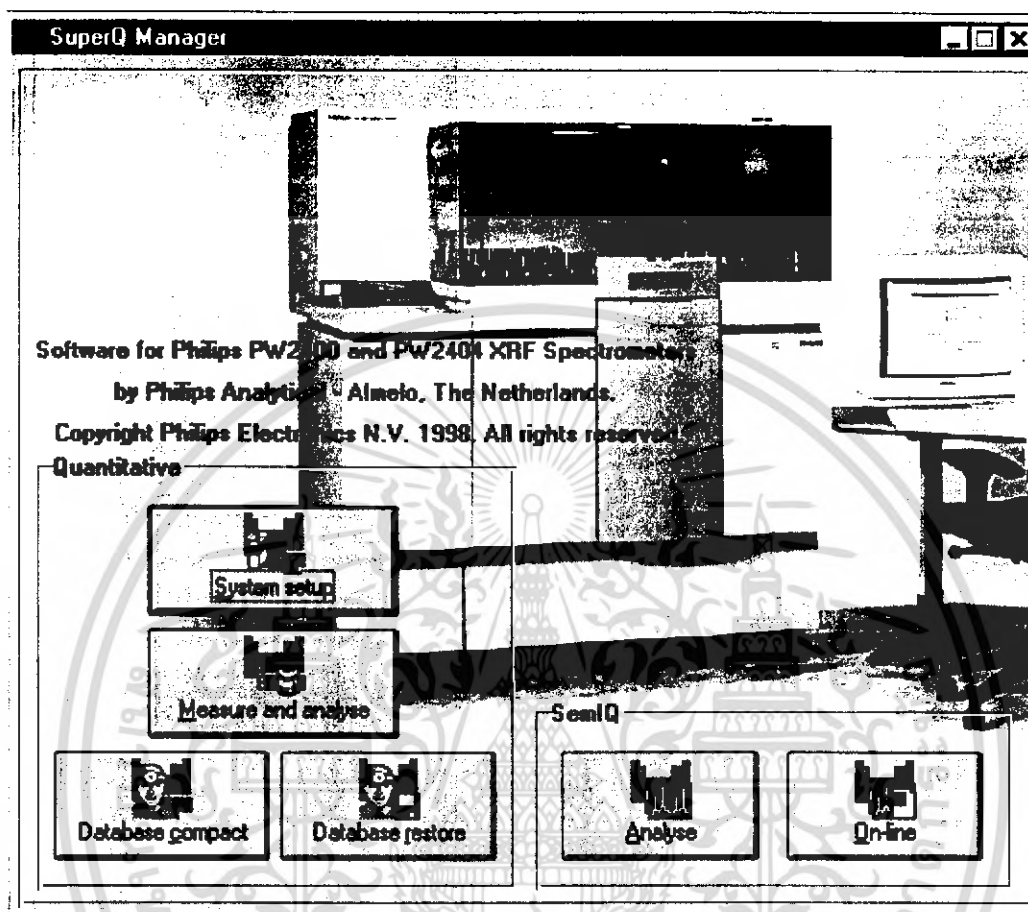 SuperQ Manager
Software for Philips PW2400 and PW2404 XRF Spectrometers
by Philips Analytical - Almelo, The Netherlands.
Copyright Philips Electronics N.V. 1998. All rights reserved.
Quantitative
System setup
Measure and analyse
Database compact
Database restore
SemiQ
Analyse
On-line